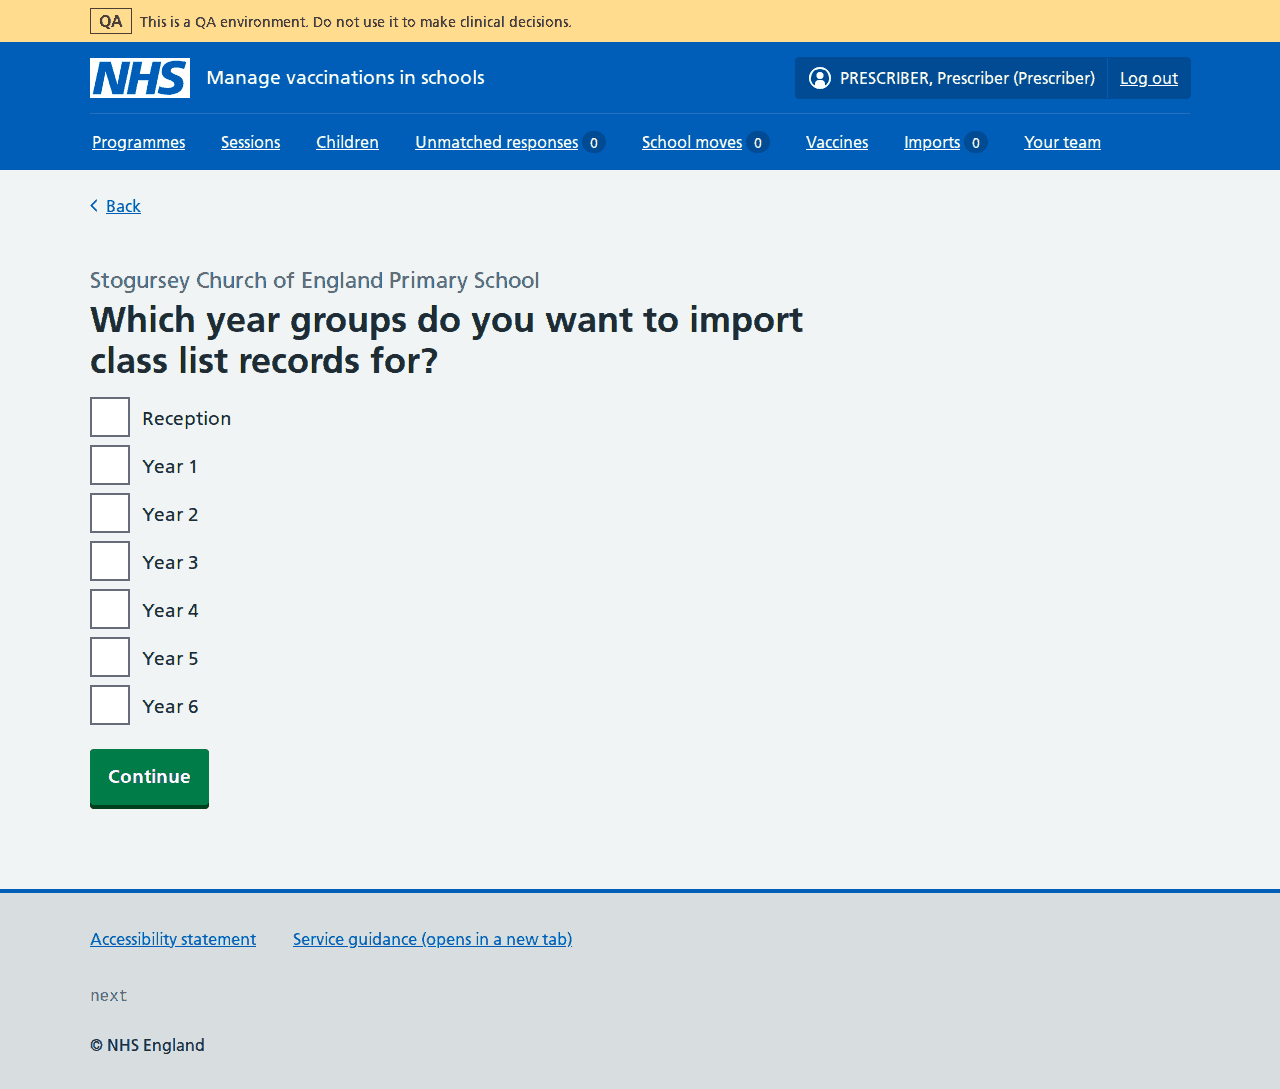 QA This is a QA environment. Do not use it to make clinical decisions.
NHS Manage vaccinations in schools PRESCRIBER, Prescriber (Prescriber) Log out
Programmes Sessions Children Unmatched responses 0 School moves 0 Vaccines Imports 0 Your team
Back
Stogursey Church of England Primary School
Which year groups do you want to import
class list records for?
Reception
Year 1
Year 2
Year 3
Year 4
Year 5
Year 6
Continue
Accessibility statement Service guidance (opens in a new tab)
next
© NHS England